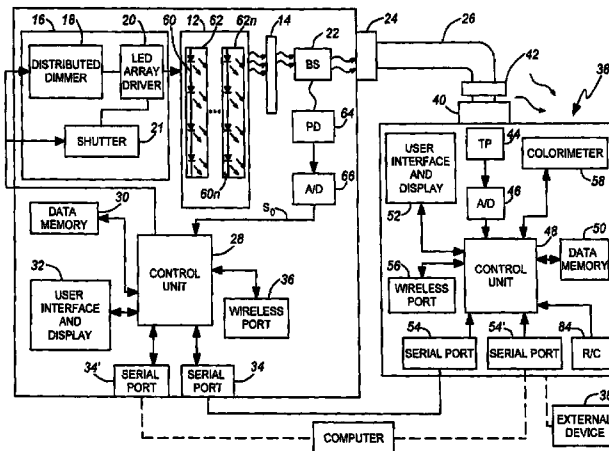 16
18
20
60
12
62
62n
14
22
24
26
DISTRIBUTED
DIMMER
LED
ARRAY
DRIVER
SHUTTER
21
BS
PD
64
A/D
66
60n
S0
42
40
38
TP
44
COLORIMETER
58
USER
INTERFACE
AND
DISPLAY
52
A/D
46
48
50
CONTROL
UNIT
DATA
MEMORY
56
WIRELESS
PORT
54
54'
84
SERIAL PORT
SERIAL PORT
R/C
30
DATA
MEMORY
28
32
USER
INTERFACE
AND
DISPLAY
CONTROL
UNIT
36
WIRELESS
PORT
34'
SERIAL
PORT
SERIAL
PORT
34
COMPUTER
EXTERNAL
DEVICE